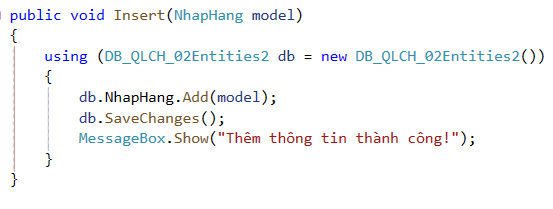 public void Insert(NhapHang model)
{
using (DB_QLCH_02Entities2 db = new DB_QLCH_02Entities2())
{
db.NhapHang.Add(model);
db.SaveChanges();
MessageBox.Show("Thêm thông tin thành công!");
}
}